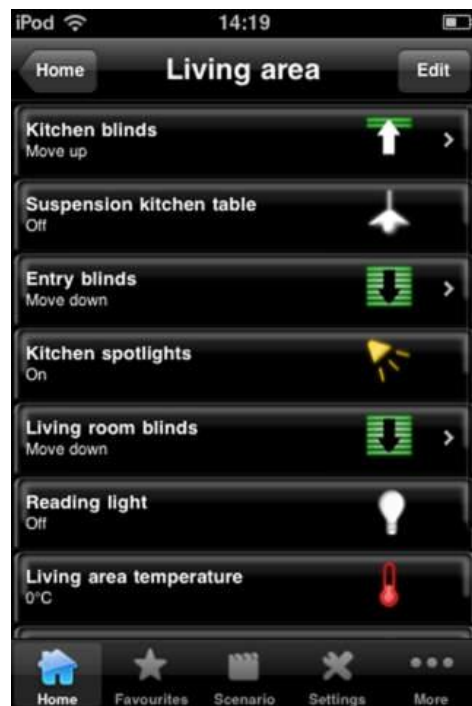 iPod 14:19
Home Living area Edit
Kitchen blinds
Move up
Suspension kitchen table
Off
Entry blinds
Move down
Kitchen spotlights
On
Living room blinds
Move down
Reading light
Off
Living area temperature
0°C
Home Favourites Scenario Settings More